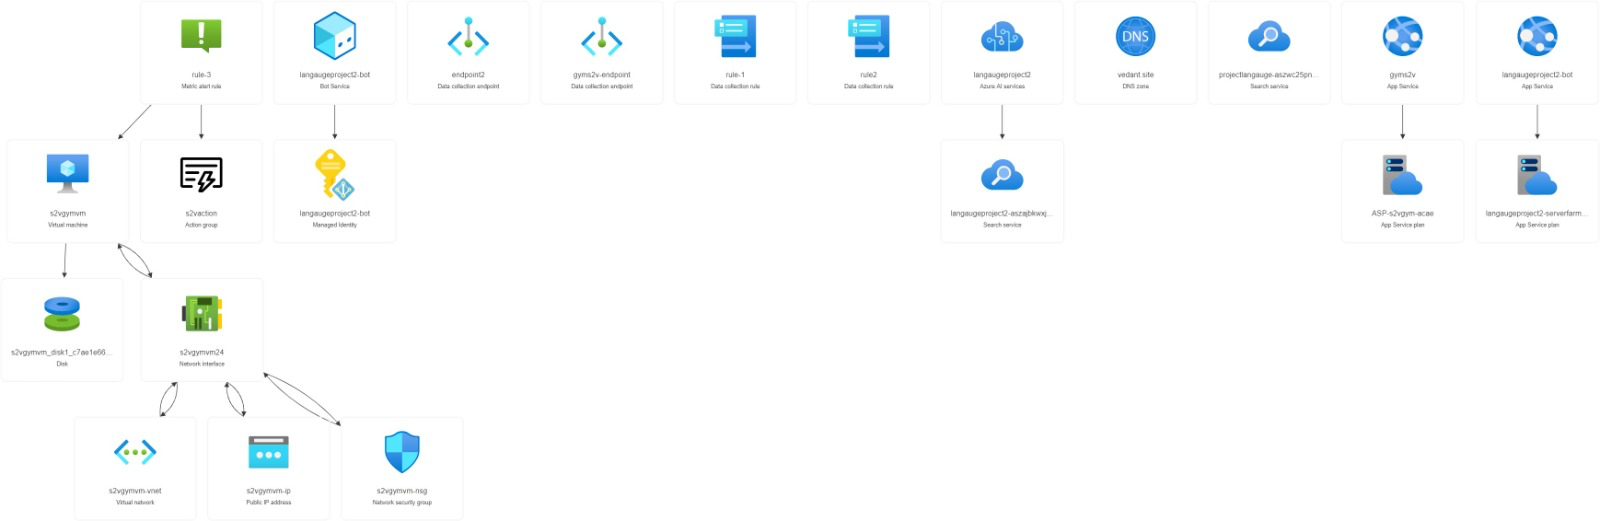 rule-3
Metric alert rule
langaugeproject2-bot
Bot Service
endpoint2
Data collection endpoint
gyms2v-endpoint
Data collection endpoint
rule-1
Data collection rule
rule2
Data collection rule
langaugeproject2
Azure AI services
DNS
vedant site
DNS zone
projectlangauge-aszwc25pn...
Search service
gyms2v
App Service
langaugeproject2-bot
App Service
s2vgymvm
Virtual machine
s2vaction
Action group
langaugeproject2-bot
Managed Identity
langaugeproject2-aszajbkwxj...
Search service
ASP-s2vgym-acae
App Service plan
langaugeproject2-serverfarm...
App Service plan
s2vgymvm_disk1_c7ae1e66...
Disk
s2vgymvm24
Network interface
s2vgymvm-vnet
Virtual network
s2vgymvm-ip
Public IP address
s2vgymvm-nsg
Network security group